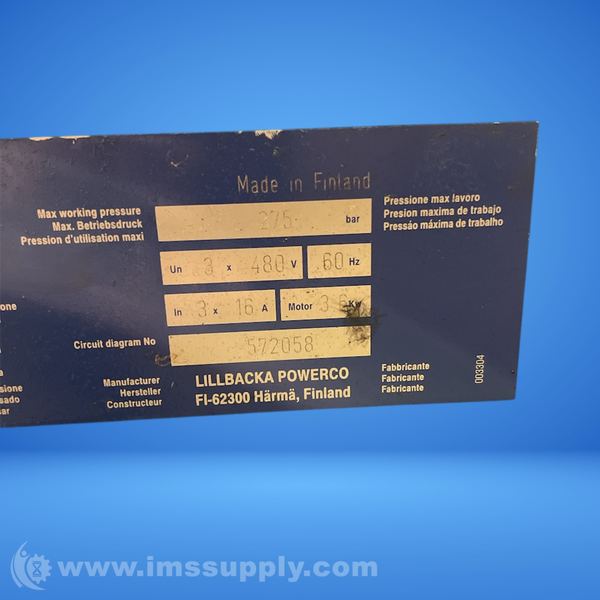 Made in Finland
Max working pressure
Max. Betriebsdruck
Pression d'utilisation maxi
275 bar
Pressione max lavoro
Presion maxima de trabajo
Pressáo máxima de trabalho
Un 3 x 480 V 60 Hz
In 3 x 16 A Motor Kw
Circuit diagram No 572058
Manufacturer
Hersteller
Constructeur
LILLBACKA POWERCO
FI-62300 Härmä, Finland
Fabbricante
Fabricante
Fabricante
003304
www.imssupply.com